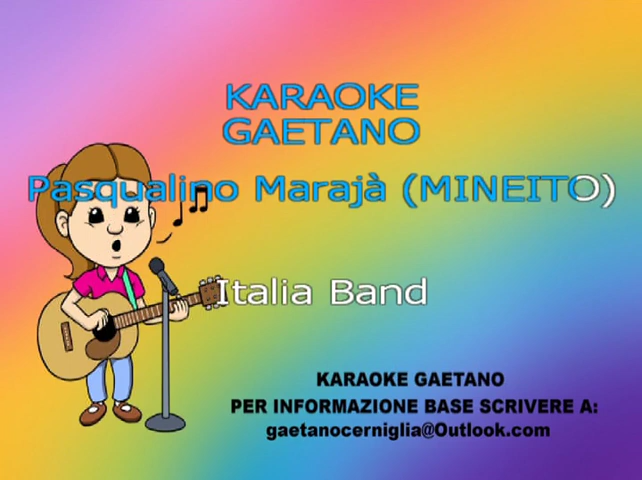 KARAOKE
GAETANO
Pasqualino Marajà (MINEITO)
Italia Band
KARAOKE GAETANO
PER INFORMAZIONE BASE SCRIVERE A:
gaetanocerniglia@Outlook.com